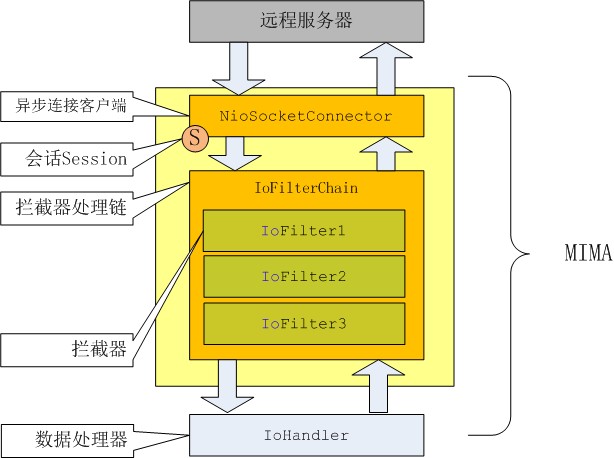 远程服务器
异步连接客户端
NioSocketConnector
S
会话Session
拦截器处理链
IoFilterChain
IoFilter1
MIMA
IoFilter2
IoFilter3
拦截器
数据处理器
IoHandler